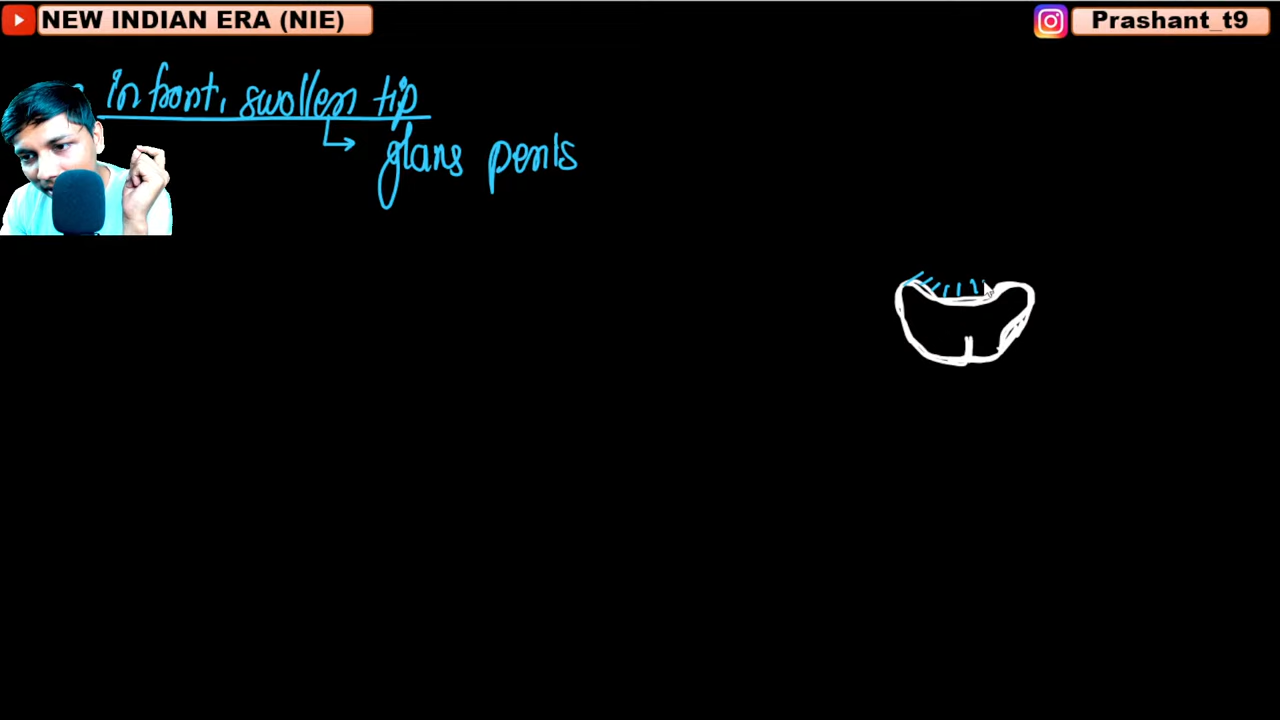 NEW INDIAN ERA (NIE)
Prashant_t9
in front, swollen tip
glans penis